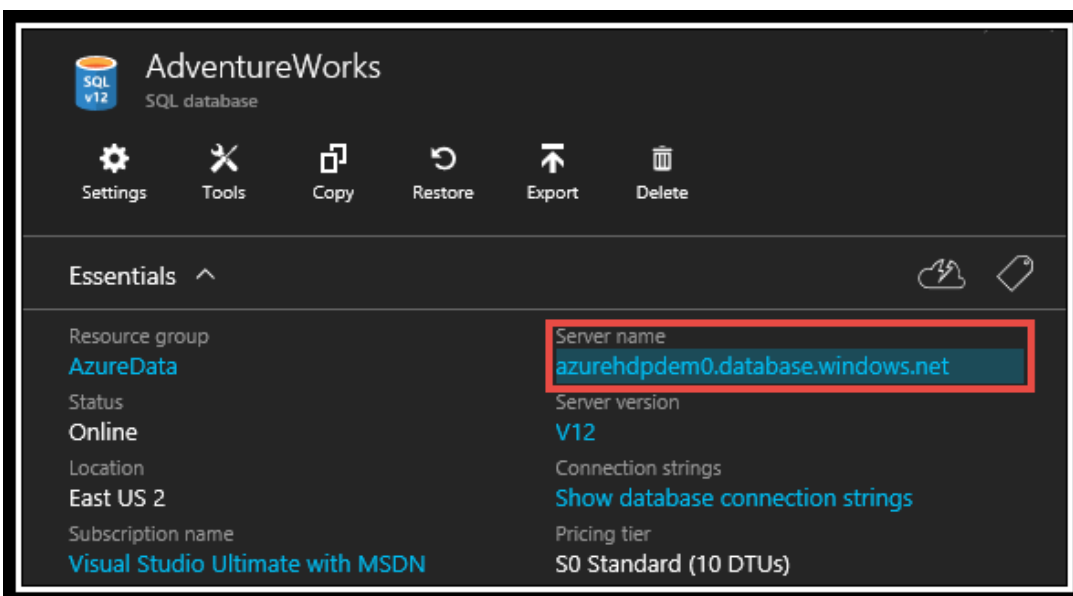 AdventureWorks
SQL v12
SQL database
Settings Tools Copy Restore Export Delete
Essentials
Resource group
AzureData
Status
Online
Location
East US 2
Subscription name
Visual Studio Ultimate with MSDN
Server name
azurehdpdem0.database.windows.net
Server version
V12
Connection strings
Show database connection strings
Pricing tier
S0 Standard (10 DTUs)